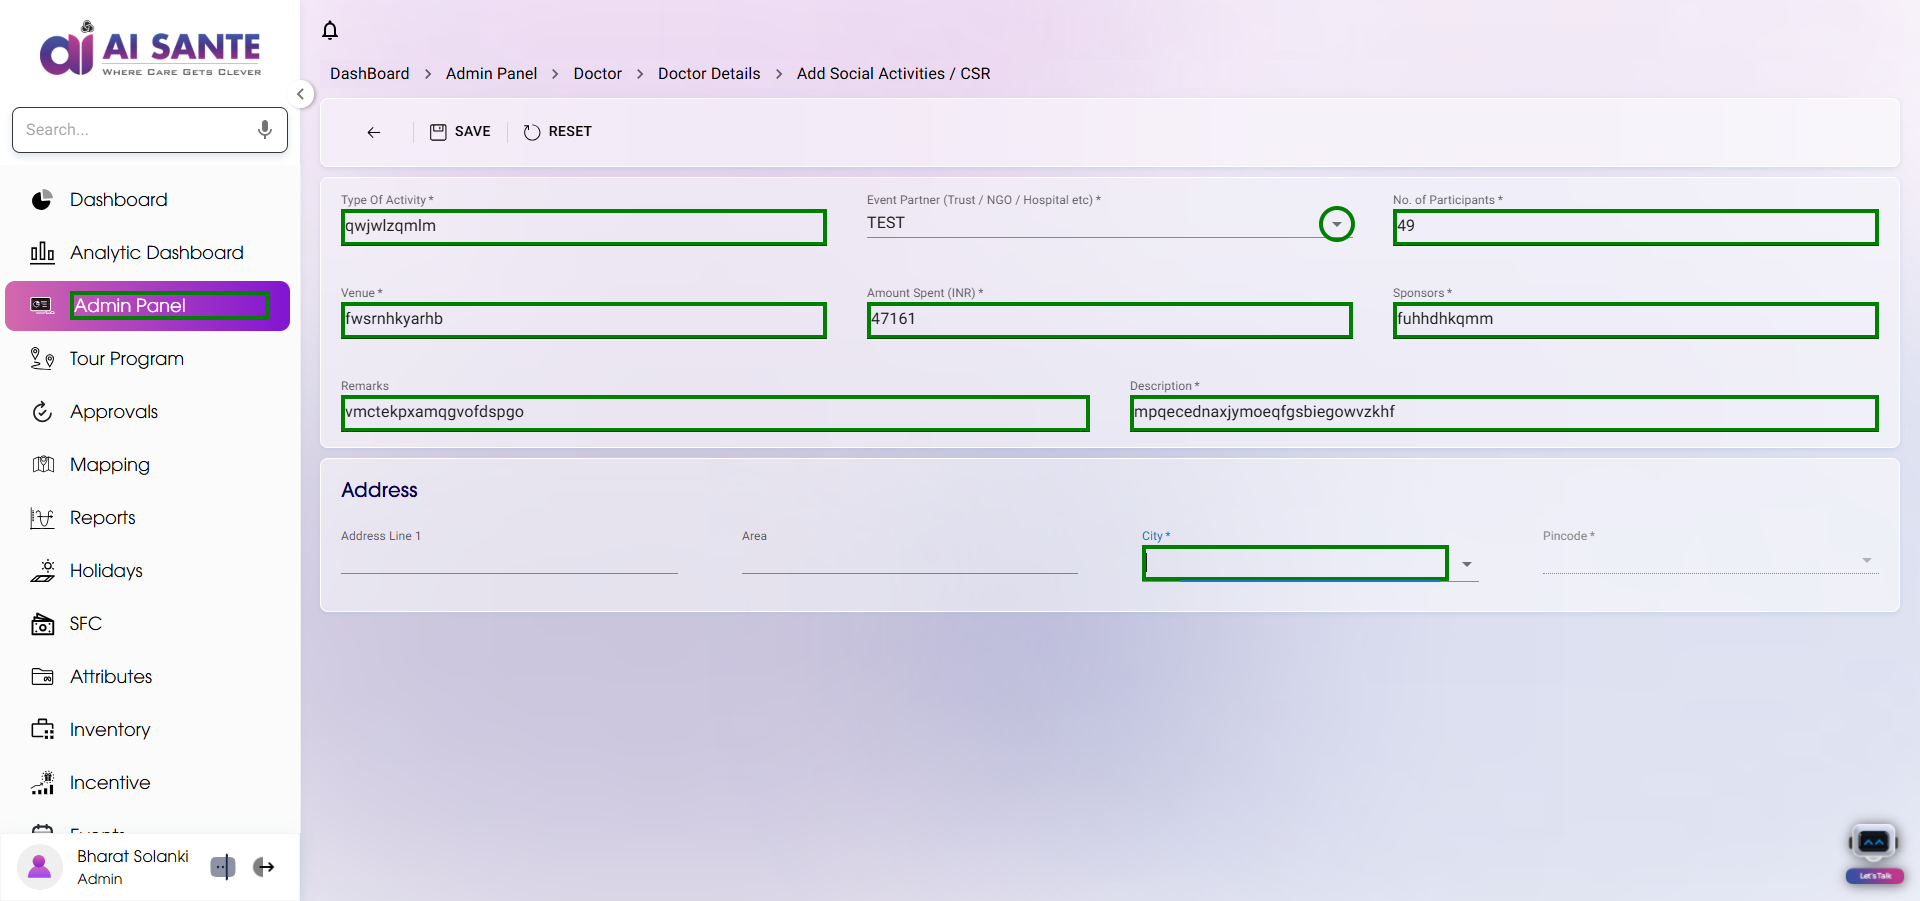 ai AI SANTE
WHERE CARE GETS CLEVER
Search...
Dashboard
Analytic Dashboard
Admin Panel
Tour Program
Approvals
Mapping
Reports
Holidays
SFC
Attributes
Inventory
Incentive
Events
Bharat Solanki
Admin
DashBoard > Admin Panel > Doctor > Doctor Details > Add Social Activities / CSR
SAVE RESET
Type Of Activity * Event Partner (Trust / NGO / Hospital etc) * No. of Participants *
qwjwlzqmlm TEST 49
Venue * Amount Spent (INR) * Sponsors *
fwsrnhkyarhb 47161 fuhhdhkqmm
Remarks Description *
vmctekpxamqgvofdspgo mpqecednaxjymoeqfgsbiegowvzkhf
Address
Address Line 1 Area City * Pincode *
Let's Talk